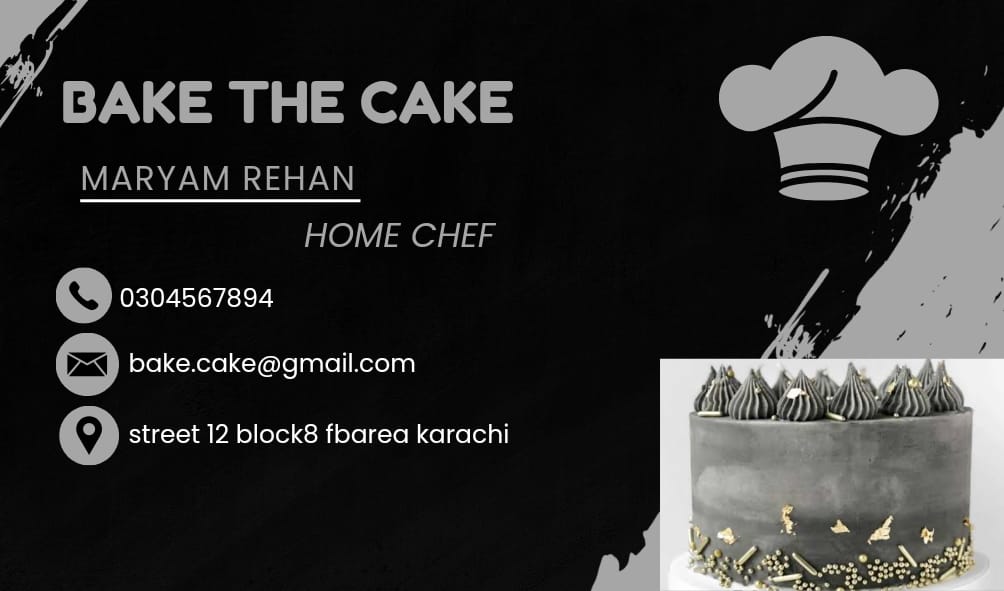 BAKE THE CAKE
MARYAM REHAN
HOME CHEF
0304567894
bake.cake@gmail.com
street 12 block8 fbarea karachi